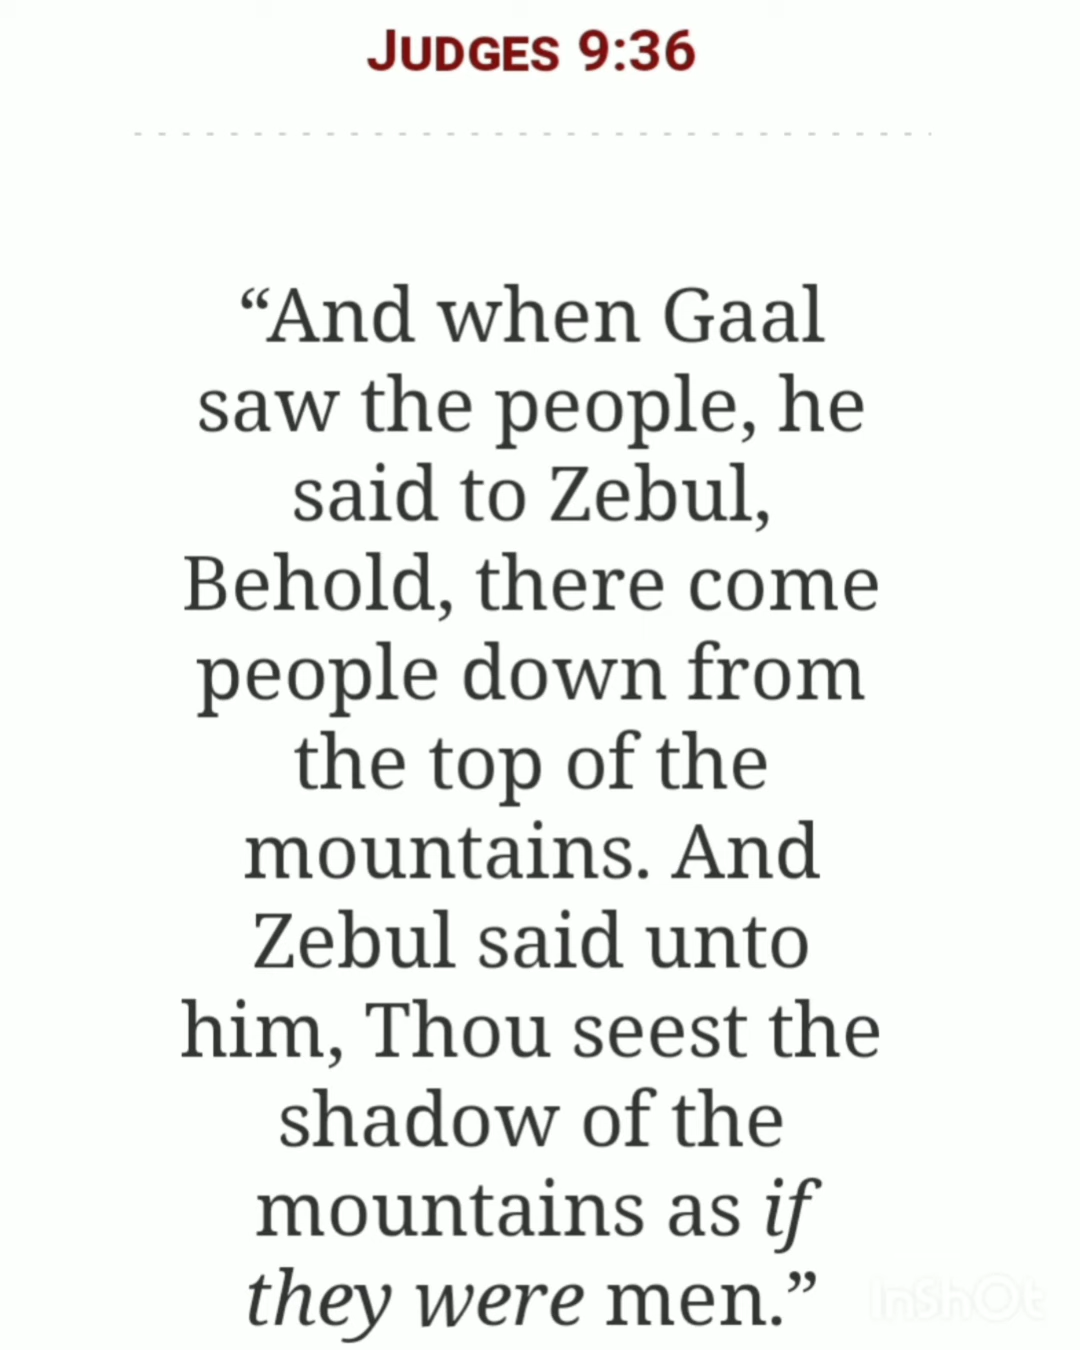 JUDGES 9:36
“And when Gaal
saw the people, he
said to Zebul,
Behold, there come
people down from
the top of the
mountains. And
Zebul said unto
him, Thou seest the
shadow of the
mountains as if
they were men.”
InShOt